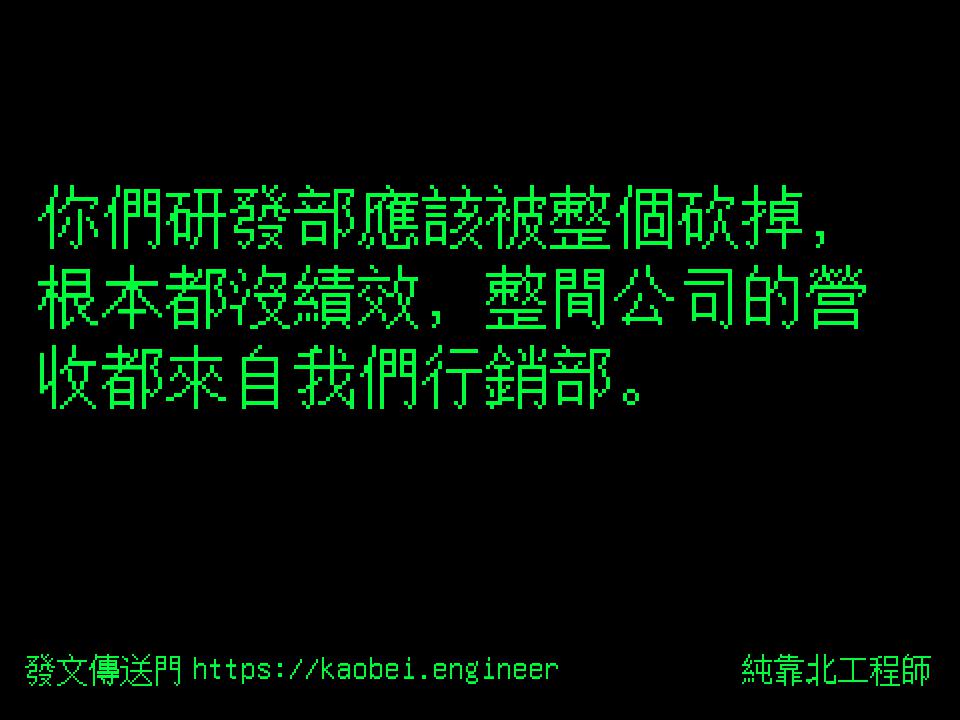 你們研發部應該被整個砍掉，
根本都沒績效，整間公司的營
收都來自我們行銷部。
發文傳送門 https://kaobei.engineer
純靠北工程師